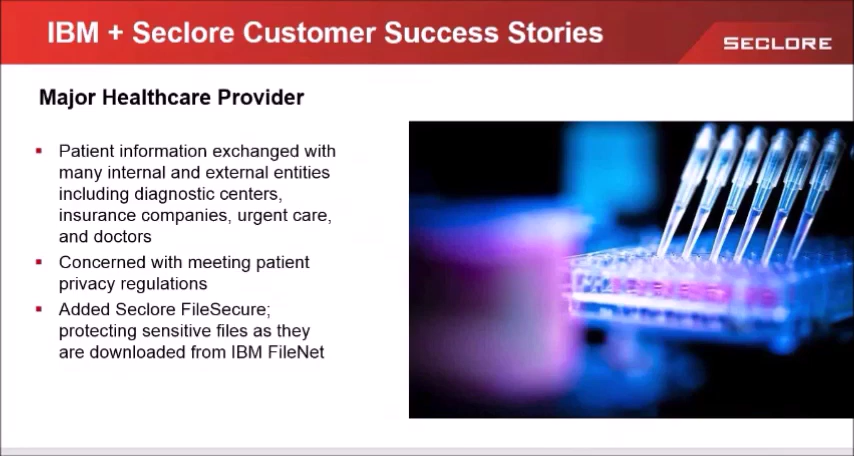 IBM + Seclore Customer Success Stories
SECLORE
Major Healthcare Provider
▪ Patient information exchanged with
many internal and external entities
including diagnostic centers,
insurance companies, urgent care,
and doctors
▪ Concerned with meeting patient
privacy regulations
▪ Added Seclore FileSecure;
protecting sensitive files as they
are downloaded from IBM FileNet